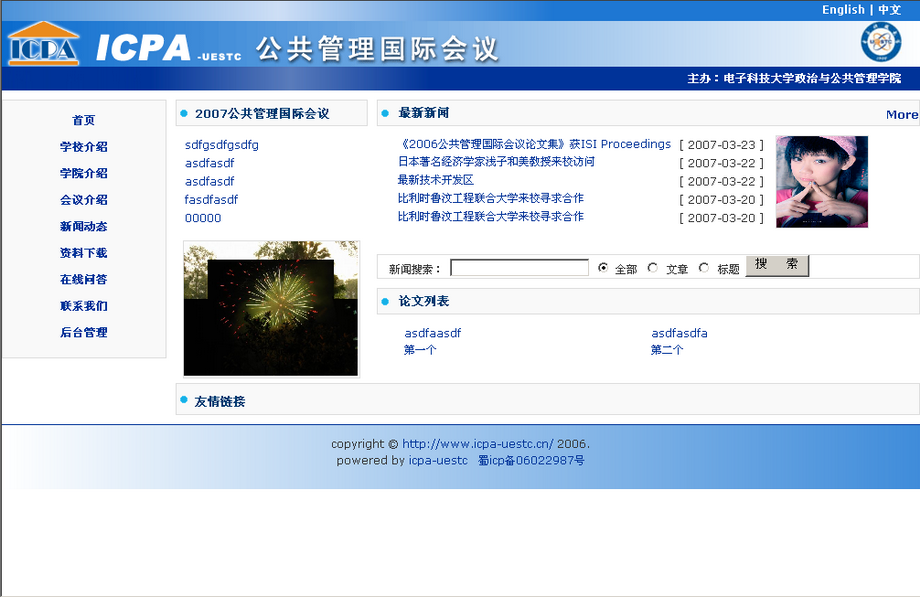 English | 中文
ICPA
ICPA -UESTC 公共管理国际会议
主办：电子科技大学政治与公共管理学院
首页
学校介绍
学院介绍
会议介绍
新闻动态
资料下载
在线问答
联系我们
后台管理
2007公共管理国际会议
sdfgsdfgsdfg
asdfasdf
asdfasdf
fasdfasdf
00000
最新新闻
More
《2006公共管理国际会议论文集》获ISI Proceedings [ 2007-03-23 ]
日本著名经济学家浅子和美教授来校访问 [ 2007-03-22 ]
最新技术开发区 [ 2007-03-22 ]
比利时鲁汶工程联合大学来校寻求合作 [ 2007-03-20 ]
比利时鲁汶工程联合大学来校寻求合作 [ 2007-03-20 ]
新闻搜索： 全部 文章 标题 搜 索
论文列表
asdfaasdf asdfasdfa
第一个 第二个
友情链接
copyright © http://www.icpa-uestc.cn/ 2006.
powered by icpa-uestc 蜀icp备06022987号